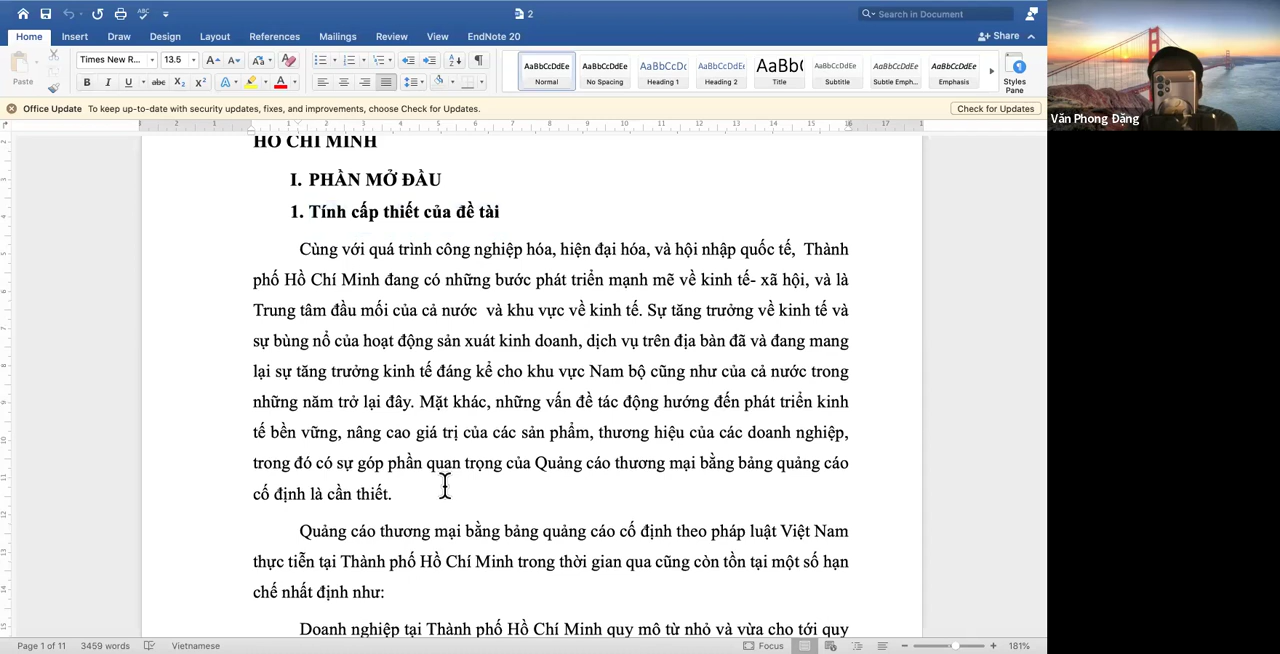 2
Search in Document
Home Insert Draw Design Layout References Mailings Review View EndNote 20
Share
Paste
Times New R... 13.5
AaBbCcDdEe AaBbCcDdEe AaBbCcDc AaBbCcDdEe AaBb( AaBbCcDdEe AaBbCcDdEe AaBbCcDdEe
Normal No Spacing Heading 1 Heading 2 Title Subtitle Subtle Emph... Emphasis
Styles
Pane
Office Update To keep up-to-date with security updates, fixes, and improvements, choose Check for Updates.
Check for Updates
Văn Phong Đặng
HỒ CHÍ MINH
I. PHẦN MỞ ĐẦU
1. Tính cấp thiết của đề tài
Cùng với quá trình công nghiệp hóa, hiện đại hóa, và hội nhập quốc tế, Thành
phố Hồ Chí Minh đang có những bước phát triển mạnh mẽ về kinh tế- xã hội, và là
Trung tâm đầu mối của cả nước và khu vực về kinh tế. Sự tăng trưởng về kinh tế và
sự bùng nổ của hoạt động sản xuát kinh doanh, dịch vụ trên địa bàn đã và đang mang
lại sự tăng trưởng kinh tế đáng kể cho khu vực Nam bộ cũng như của cả nước trong
những năm trở lại đây. Mặt khác, những vấn đề tác động hướng đến phát triển kinh
tế bền vững, nâng cao giá trị của các sản phẩm, thương hiệu của các doanh nghiệp,
trong đó có sự góp phần quan trọng của Quảng cáo thương mại bằng bảng quảng cáo
cố định là cần thiết.
Quảng cáo thương mại bằng bảng quảng cáo cố định theo pháp luật Việt Nam
thực tiễn tại Thành phố Hồ Chí Minh trong thời gian qua cũng còn tồn tại một số hạn
chế nhất định như:
Doanh nghiệp tại Thành phố Hồ Chí Minh quy mô từ nhỏ và vừa cho tới quy
Page 1 of 11 3459 words Vietnamese
Focus
181%